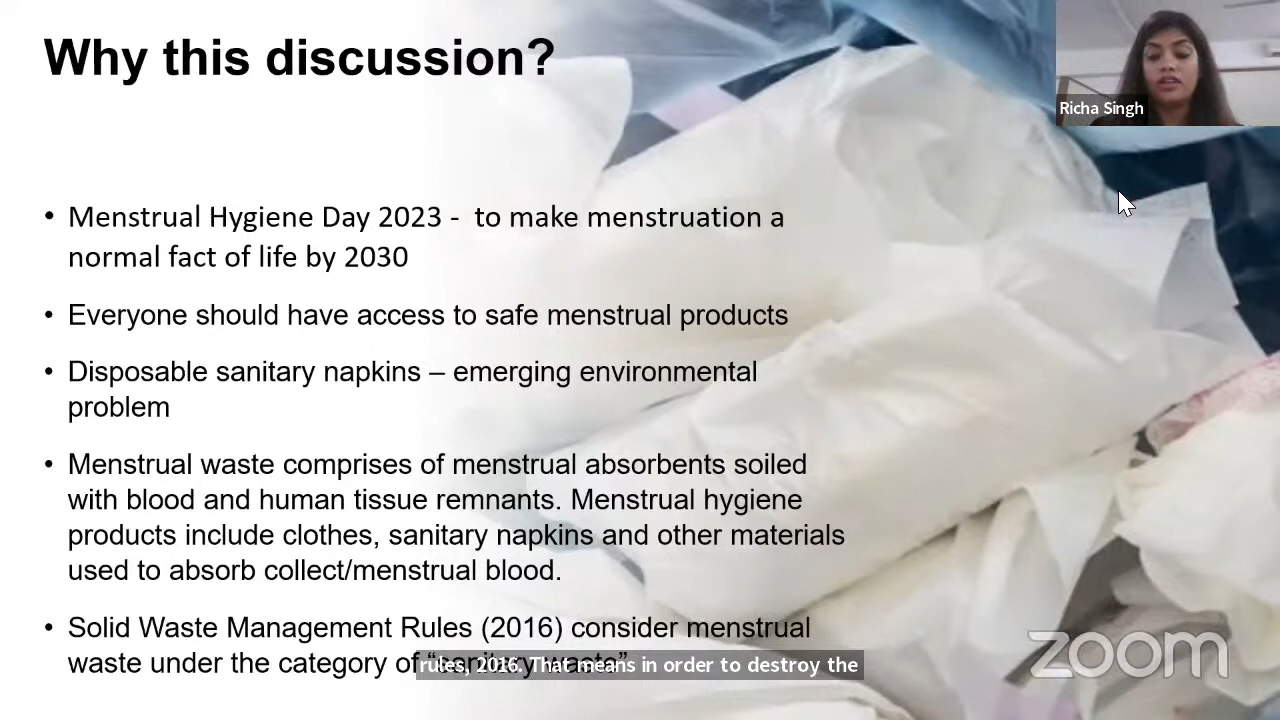 Why this discussion?
Richa Singh
• Menstrual Hygiene Day 2023 -  to make menstruation a
normal fact of life by 2030
• Everyone should have access to safe menstrual products
• Disposable sanitary napkins – emerging environmental
problem
• Menstrual waste comprises of menstrual absorbents soiled
with blood and human tissue remnants. Menstrual hygiene
products include clothes, sanitary napkins and other materials
used to absorb collect/menstrual blood.
• Solid Waste Management Rules (2016) consider menstrual
waste under the category of “sanitary waste”
rules, 2016. That means in order to destroy the
zoom